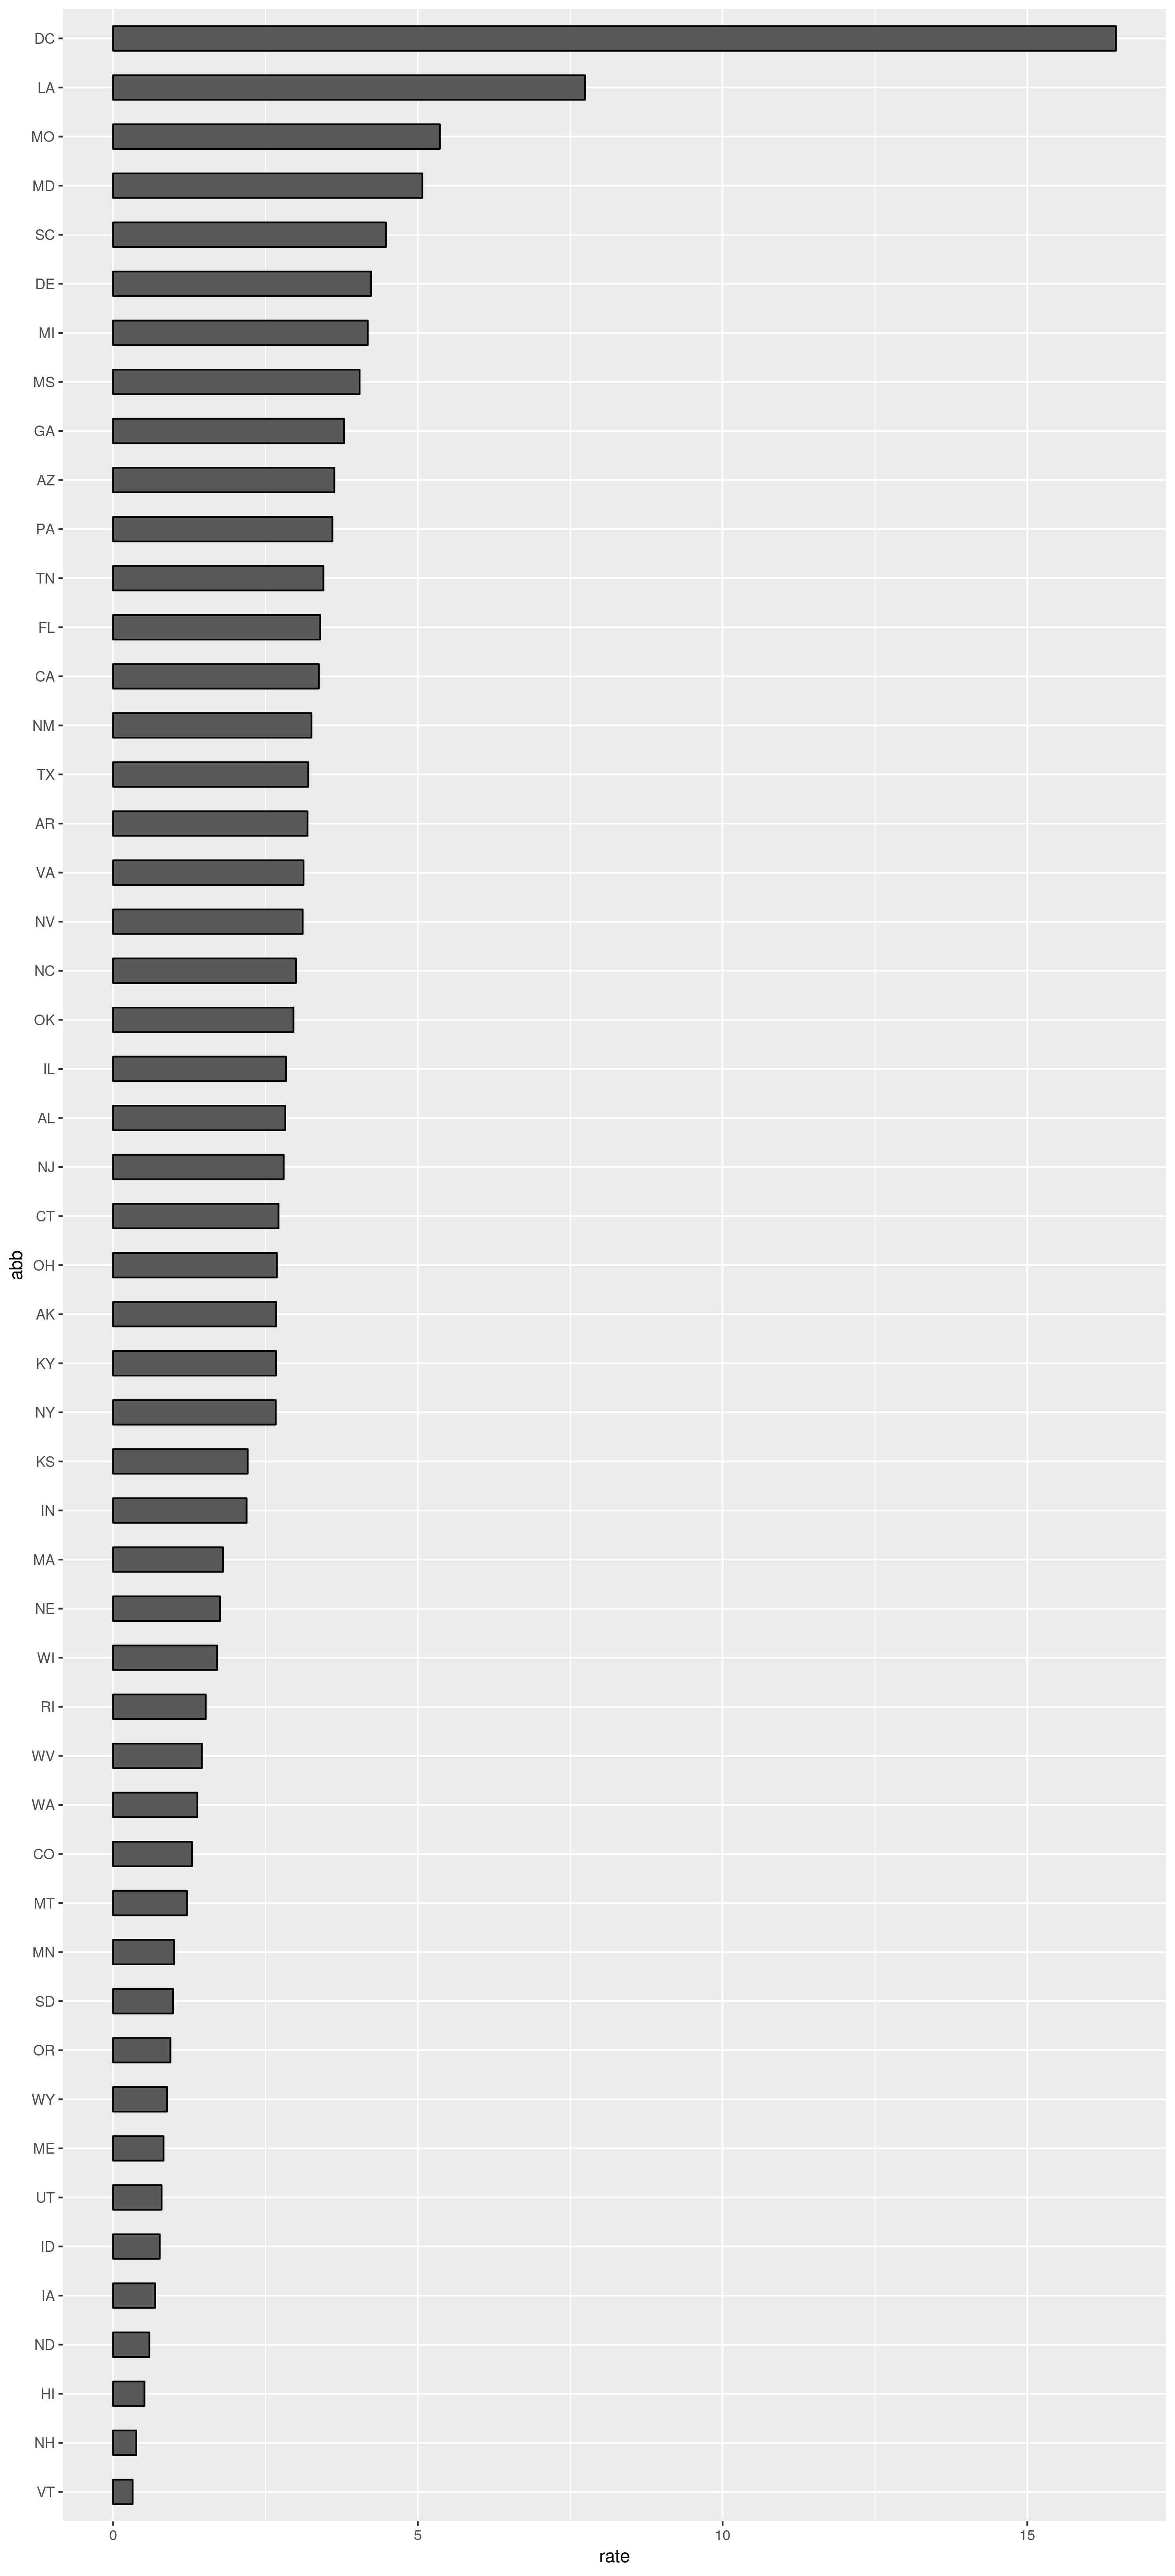 DC
LA
MO
MD
SC
DE
MI
MS
GA
AZ
PA
TN
FL
CA
NM
TX
AR
VA
NV
NC
OK
IL
AL
NJ
CT
OH
AK
KY
NY
KS
IN
MA
NE
WI
RI
WV
WA
CO
MT
MN
SD
OR
WY
ME
UT
ID
IA
ND
HI
NH
VT
abb
0 5 10 15
rate